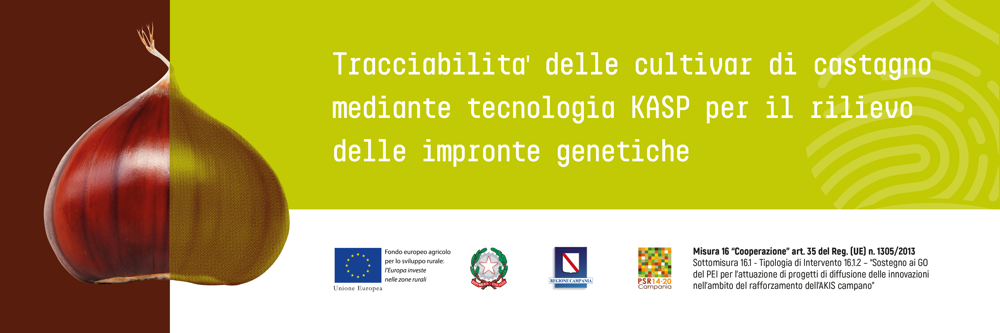 Tracciabilita' delle cultivar di castagno
mediante tecnologia KASP per il rilievo
delle impronte genetiche
Fondo europeo agricolo
per lo sviluppo rurale:
l'Europa investe
nelle zone rurali
Unione Europea
REPVBBLICA ITALIANA
REGIONE CAMPANIA
PSR14·20
Campania
Misura 16 “Cooperazione” art. 35 del Reg. (UE) n. 1305/2013
Sottomisura 16.1 - Tipologia di Intervento 16.1.2 – “Sostegno ai GO
del PEI per l'attuazione di progetti di diffusione delle innovazioni
nell'ambito del rafforzamento dell'AKIS campano”